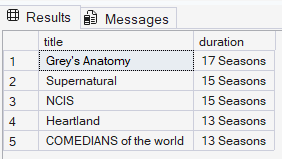 Results Messages
title duration
1 Grey's Anatomy 17 Seasons
2 Supernatural 15 Seasons
3 NCIS 15 Seasons
4 Heartland 13 Seasons
5 COMEDIANS of the world 13 Seasons